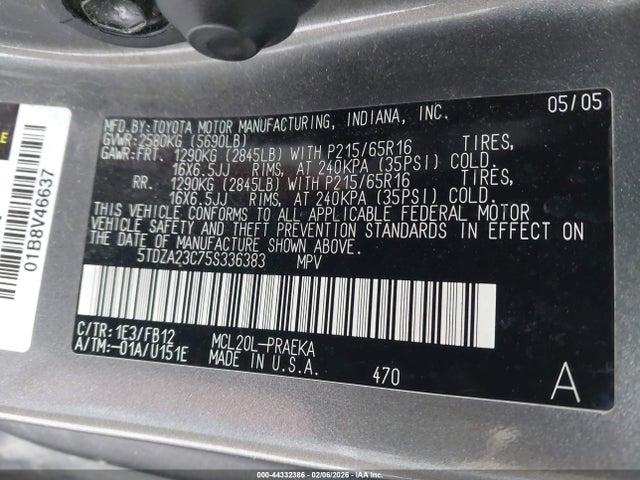 MFD. BY: TOYOTA MOTOR MANUFACTURING, INDIANA, INC. 05/05
GVWR: 2580KG (5690LB)
GAWR: FRT. 1290KG (2845LB) WITH P215/65R16 TIRES,
16X6.5JJ RIMS, AT 240KPA (35PSI) COLD.
RR. 1290KG (2845LB) WITH P215/65R16 TIRES,
16X6.5JJ RIMS, AT 240KPA (35PSI) COLD.
THIS VEHICLE CONFORMS TO ALL APPLICABLE FEDERAL MOTOR
VEHICLE SAFETY AND THEFT PREVENTION STANDARDS IN EFFECT ON
THE DATE OF MANUFACTURE SHOWN ABOVE.
5TDZA23C75S336383 MPV
C/TR: 1E3/FB12 MCL20L-PRAEKA
A/TM: -01A/U151E MADE IN U.S.A.
470
A
01B8V46637
000-44332386 - 02/06/2026 - IAA Inc.